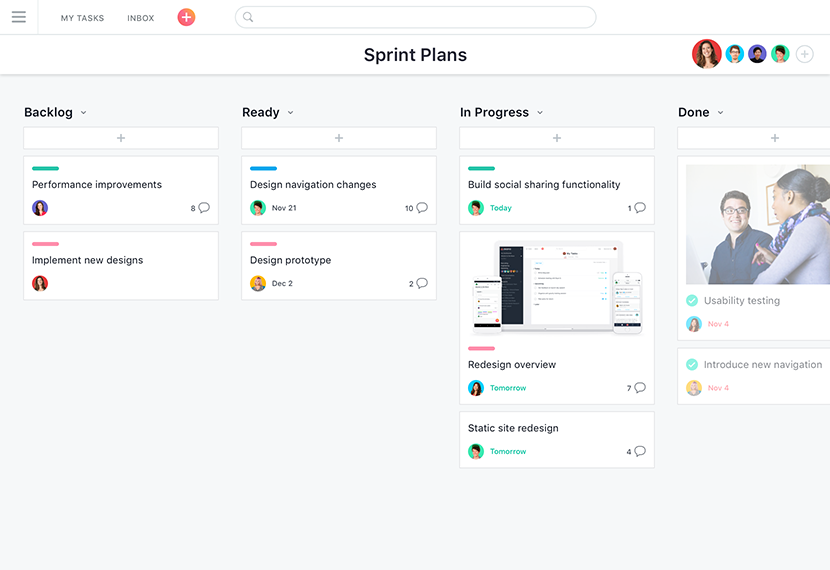 MY TASKS
INBOX
Sprint Plans
Backlog
Performance improvements
8
Implement new designs
Ready
Design navigation changes
Nov 21
10
Design prototype
Dec 2
2
In Progress
Build social sharing functionality
Today
1
Redesign overview
Tomorrow
7
Static site redesign
Tomorrow
4
Done
Usability testing
Nov 4
Introduce new navigation
Nov 4